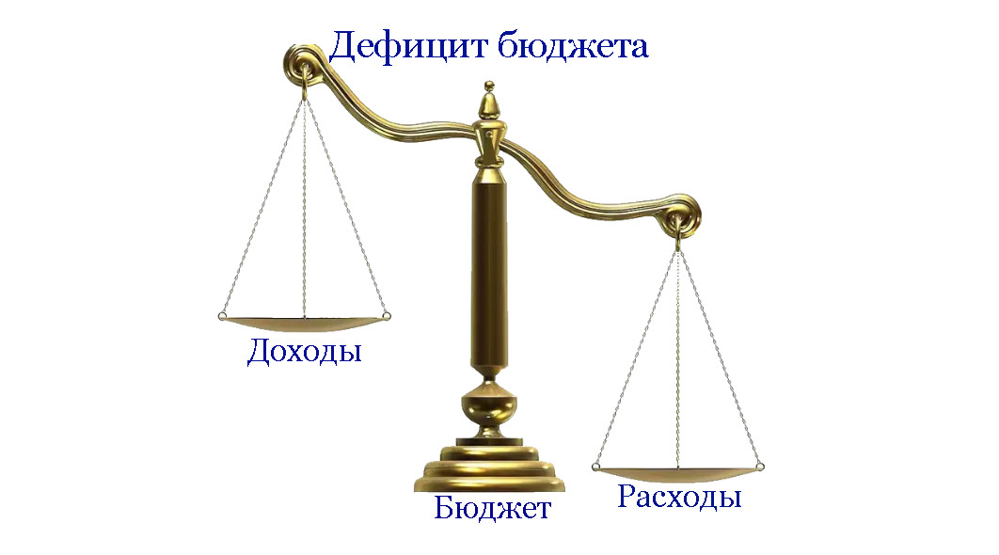 Дефицит бюджета
Доходы
Расходы
Бюджет